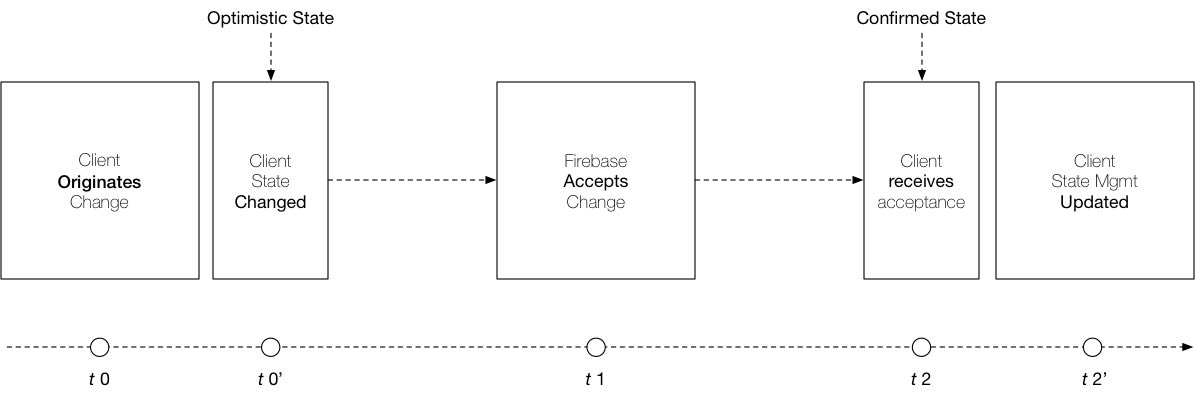 Optimistic State
Confirmed State
Client
Originates
Change
Client
State
Changed
Firebase
Accepts
Change
Client
receives
acceptance
Client
State Mgmt
Updated
t 0
t 0’
t 1
t 2
t 2’